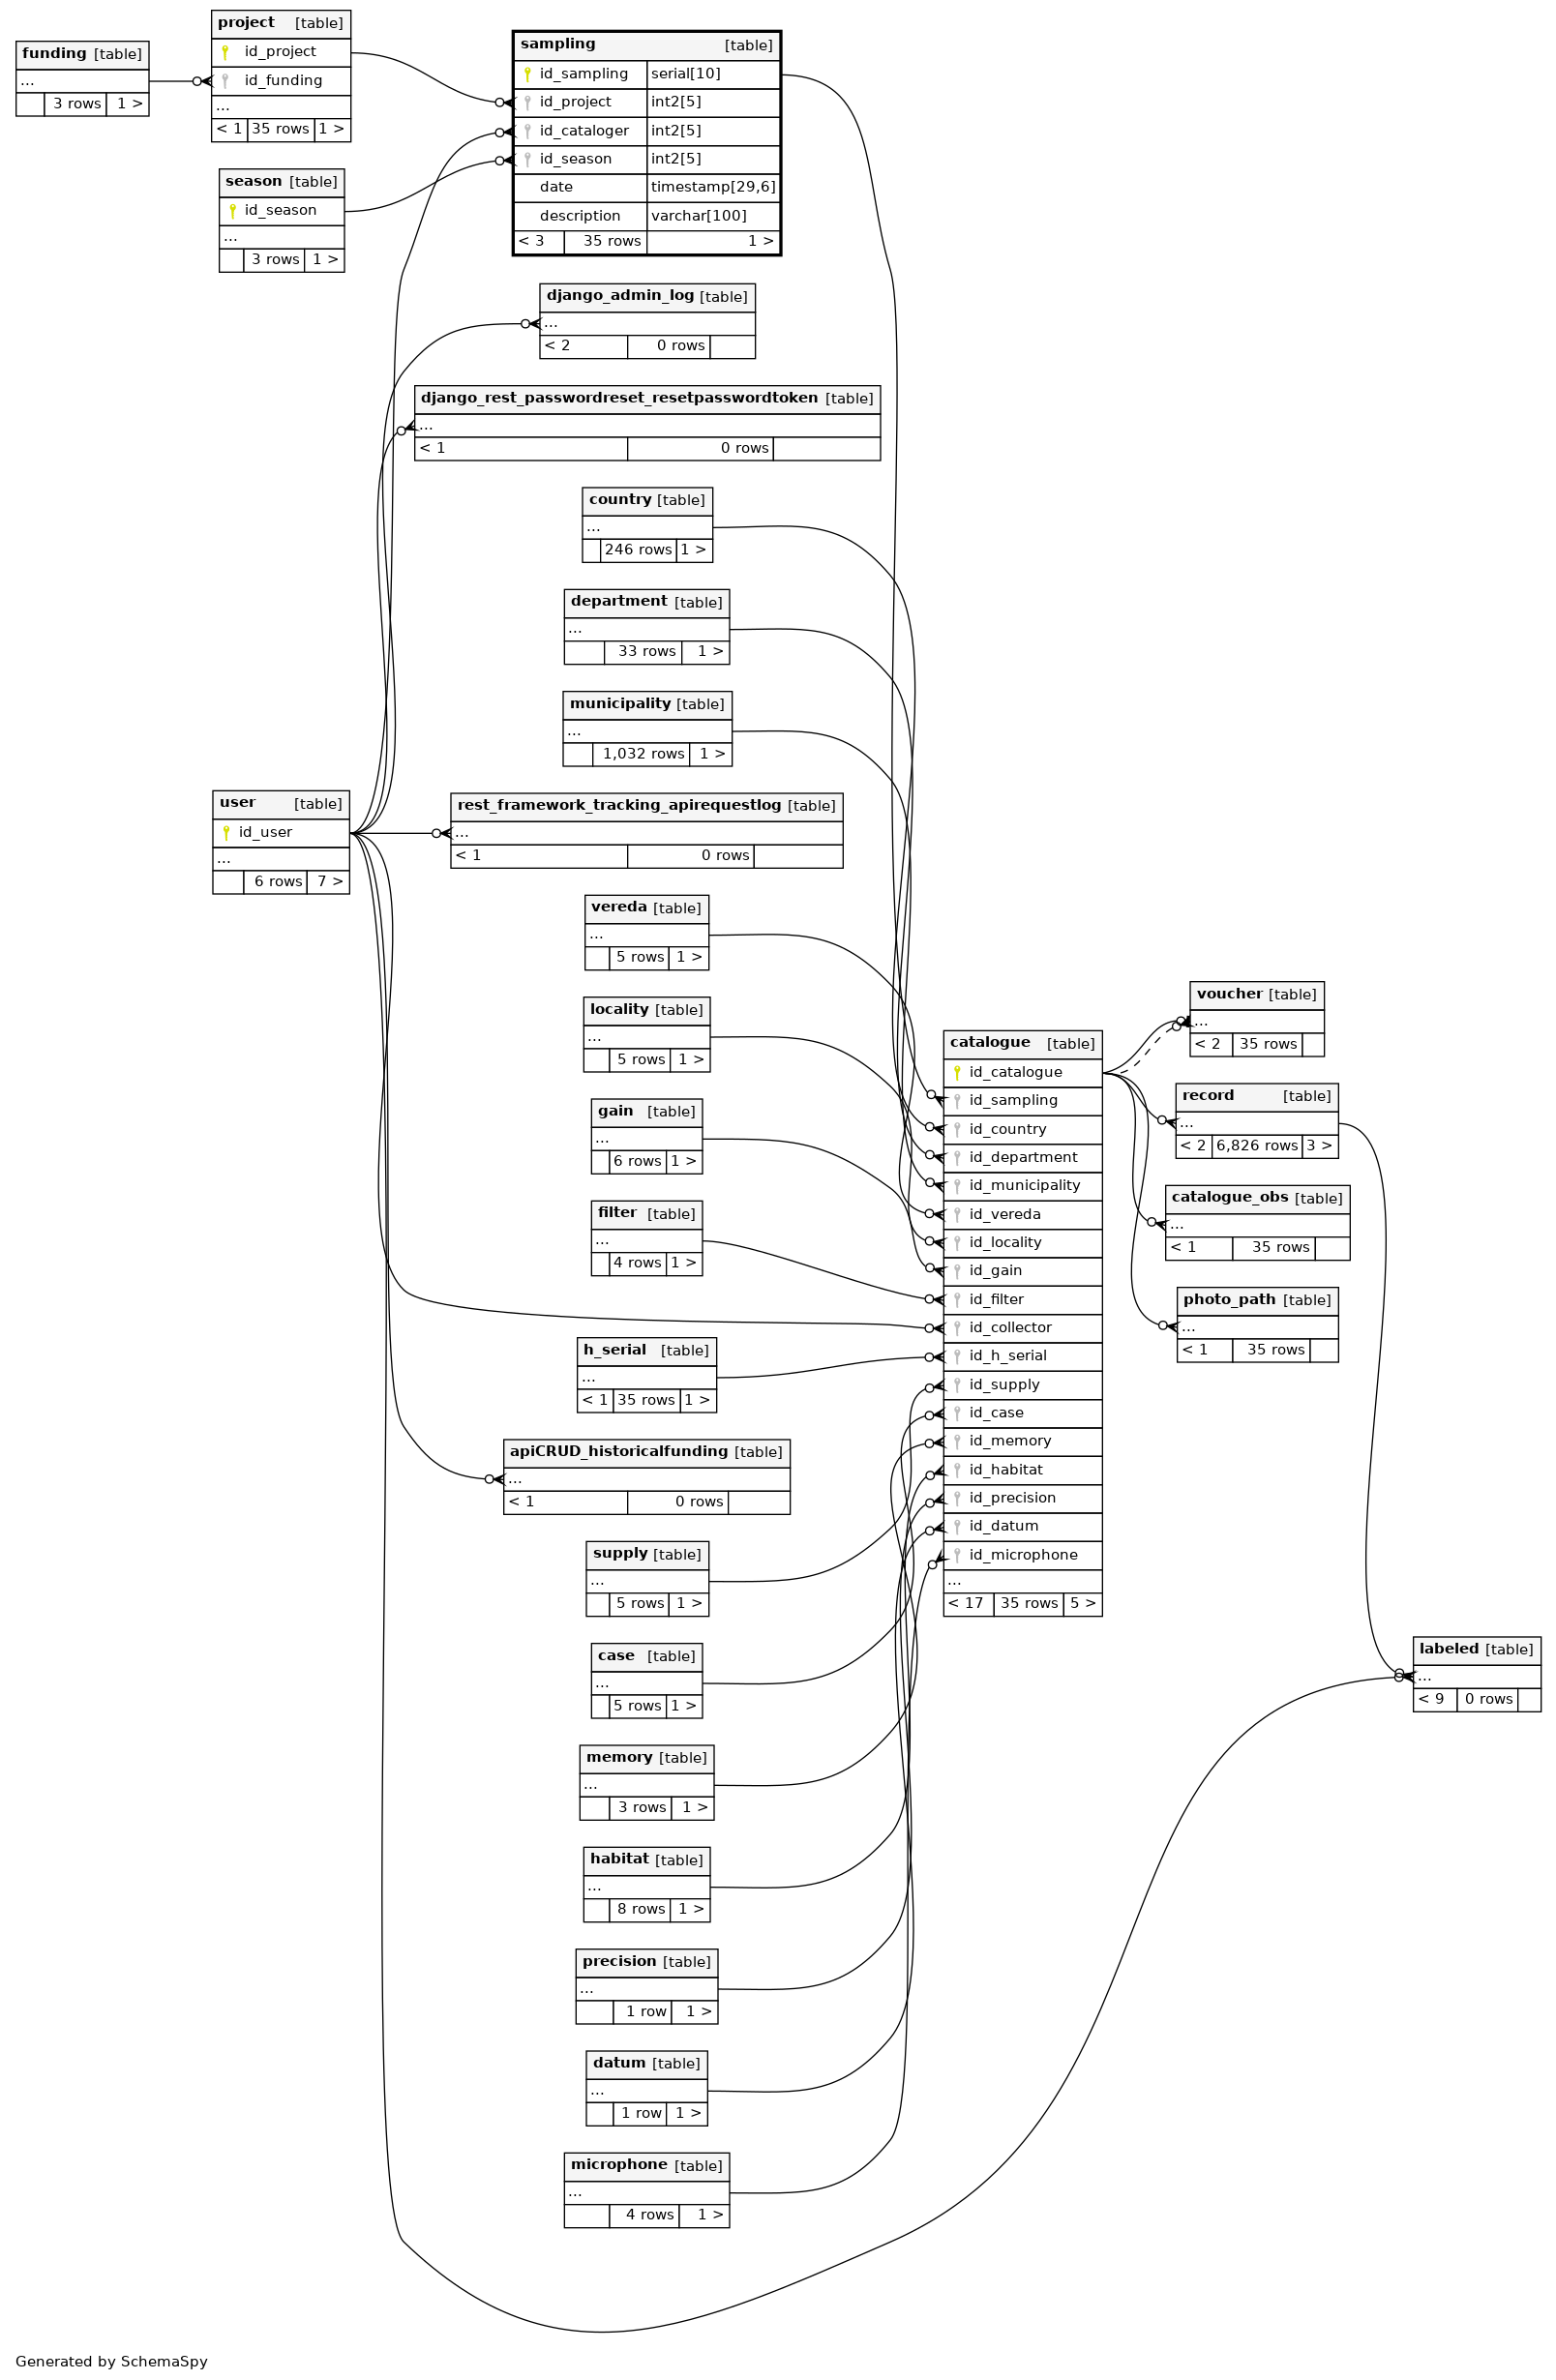 funding [table]
...
3 rows 1 >
project [table]
id_project
id_funding
...
< 1 35 rows 1 >
season [table]
id_season
...
3 rows 1 >
sampling [table]
id_sampling serial[10]
id_project int2[5]
id_cataloger int2[5]
id_season int2[5]
date timestamp[29,6]
description varchar[100]
< 3 35 rows 1 >
django_admin_log [table]
...
< 2 0 rows
django_rest_passwordreset_resetpasswordtoken [table]
...
< 1 0 rows
country [table]
...
246 rows 1 >
department [table]
...
33 rows 1 >
municipality [table]
...
1,032 rows 1 >
user [table]
id_user
...
6 rows 7 >
rest_framework_tracking_apirequestlog [table]
...
< 1 0 rows
vereda [table]
...
5 rows 1 >
locality [table]
...
5 rows 1 >
gain [table]
...
6 rows 1 >
filter [table]
...
4 rows 1 >
h_serial [table]
...
< 1 35 rows 1 >
apiCRUD_historicalfunding [table]
...
< 1 0 rows
supply [table]
...
5 rows 1 >
case [table]
...
5 rows 1 >
memory [table]
...
3 rows 1 >
habitat [table]
...
8 rows 1 >
precision [table]
...
1 row 1 >
datum [table]
...
1 row 1 >
microphone [table]
...
4 rows 1 >
catalogue [table]
id_catalogue
id_sampling
id_country
id_department
id_municipality
id_vereda
id_locality
id_gain
id_filter
id_collector
id_h_serial
id_supply
id_case
id_memory
id_habitat
id_precision
id_datum
id_microphone
...
< 17 35 rows 5 >
voucher [table]
...
< 2 35 rows
record [table]
...
< 2 6,826 rows 3 >
catalogue_obs [table]
...
< 1 35 rows
photo_path [table]
...
< 1 35 rows
labeled [table]
...
< 9 0 rows
Generated by SchemaSpy